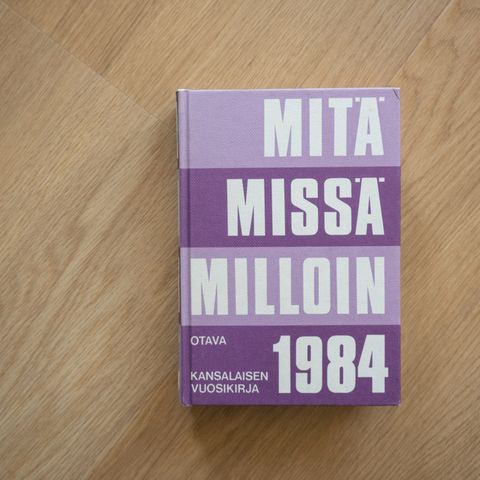 MITÄ
MISSÄ
MILLOIN
OTAVA
KANSALAISEN
VUOSIKIRJA
1984